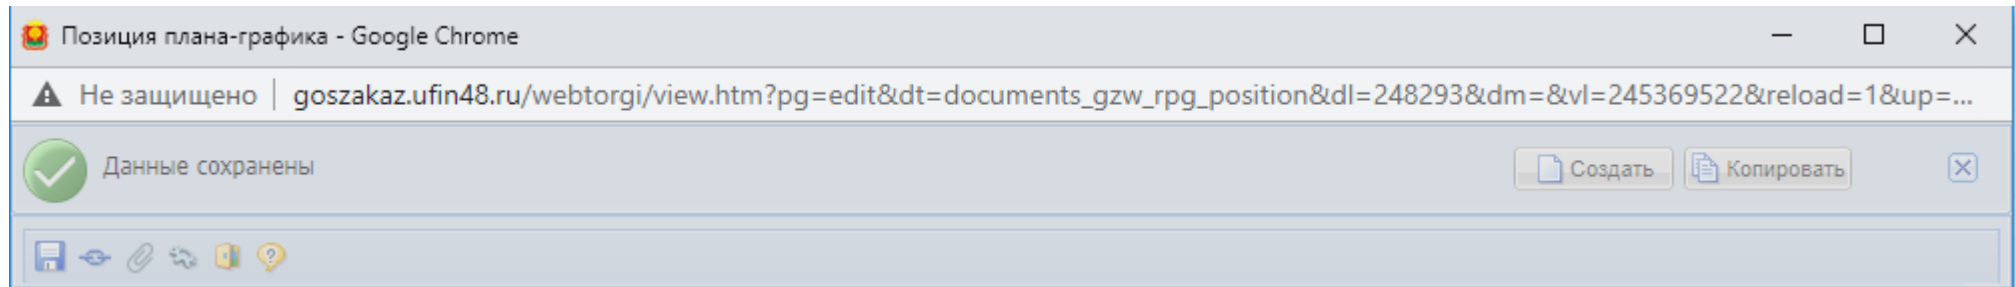 Позиция плана-графика - Google Chrome
Не защищено | goszakaz.ufin48.ru/webtorgi/view.htm?pg=edit&dt=documents_gzw_rpg_position&dl=248293&dm=&vl=245369522&reload=1&up=...
Данные сохранены Создать Копировать